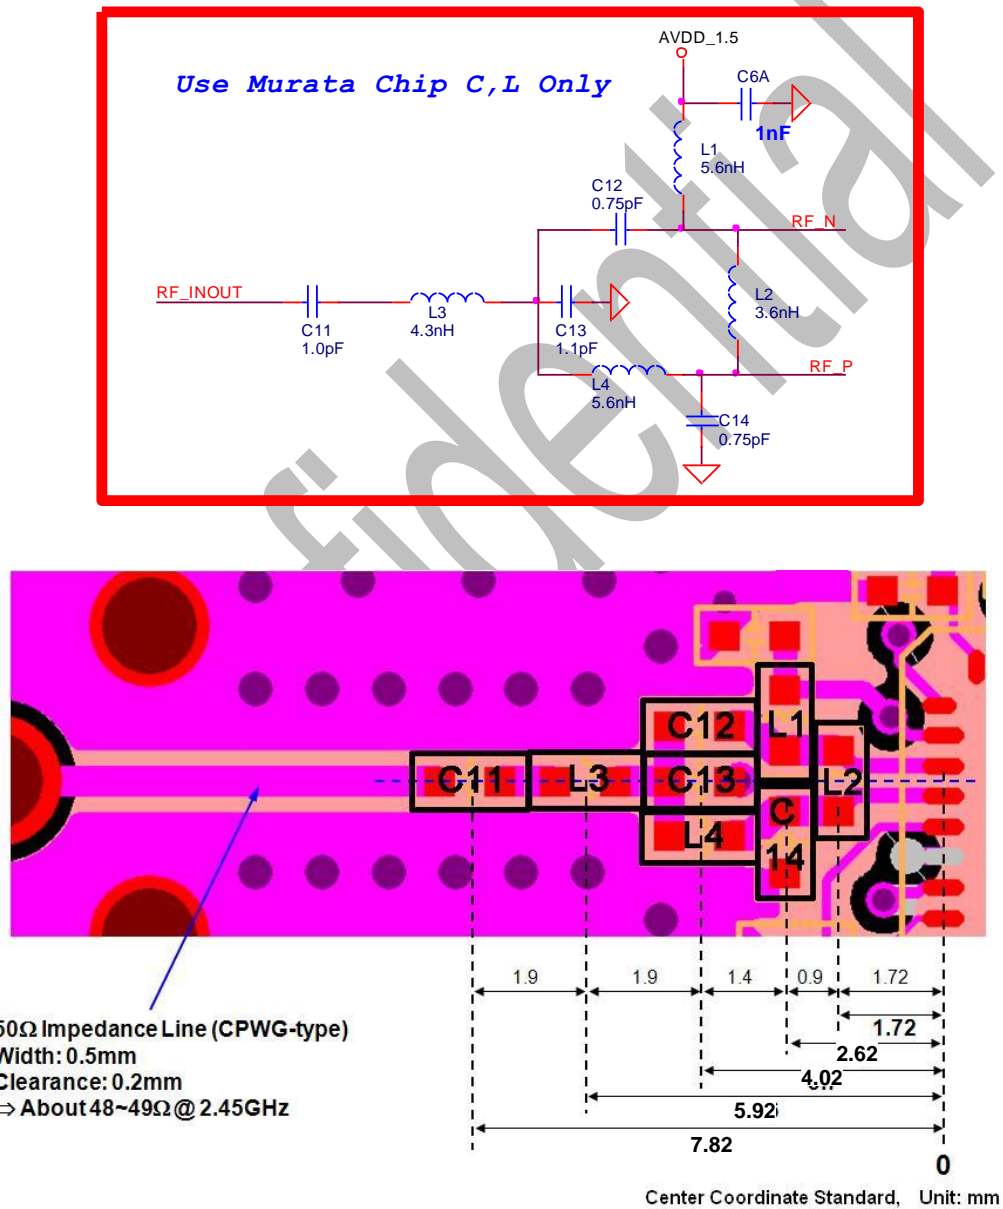 AVDD_1.5
Use Murata Chip C,L Only
C6A
1nF
L1
5.6nH
C12
0.75pF
RF_N
RF_INOUT
L2
3.6nH
L3
4.3nH
C11
1.0pF
C13
1.1pF
RF_P
L4
5.6nH
C14
0.75pF
fidential
C12
L1
C11
L3
C13
L2
C
14
L4
1.9
1.9
1.4
0.9
1.72
1.72
2.62
4.02
5.92
7.82
0
50Ω Impedance Line (CPWG-type)
Width: 0.5mm
Clearance: 0.2mm
⇒ About 48~49Ω @ 2.45GHz
Center Coordinate Standard, Unit: mm